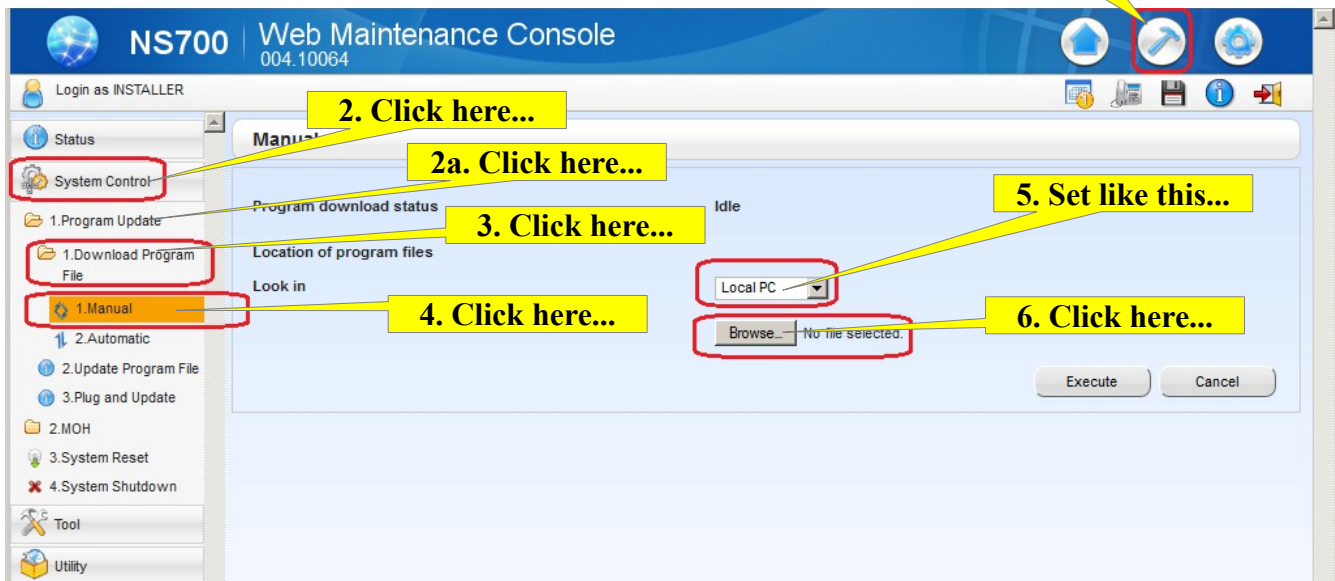 NS700
Web Maintenance Console
004.10064
Login as INSTALLER
2. Click here...
Status
Manual
2a. Click here...
System Control
5. Set like this...
1.Program Update
Program download status
Idle
3. Click here...
1.Download Program
File
Location of program files
Look in
Local PC
1.Manual
4. Click here...
6. Click here...
Browse...
No file selected.
2.Automatic
2.Update Program File
Execute
Cancel
3.Plug and Update
2.MOH
3.System Reset
4.System Shutdown
Tool
Utility